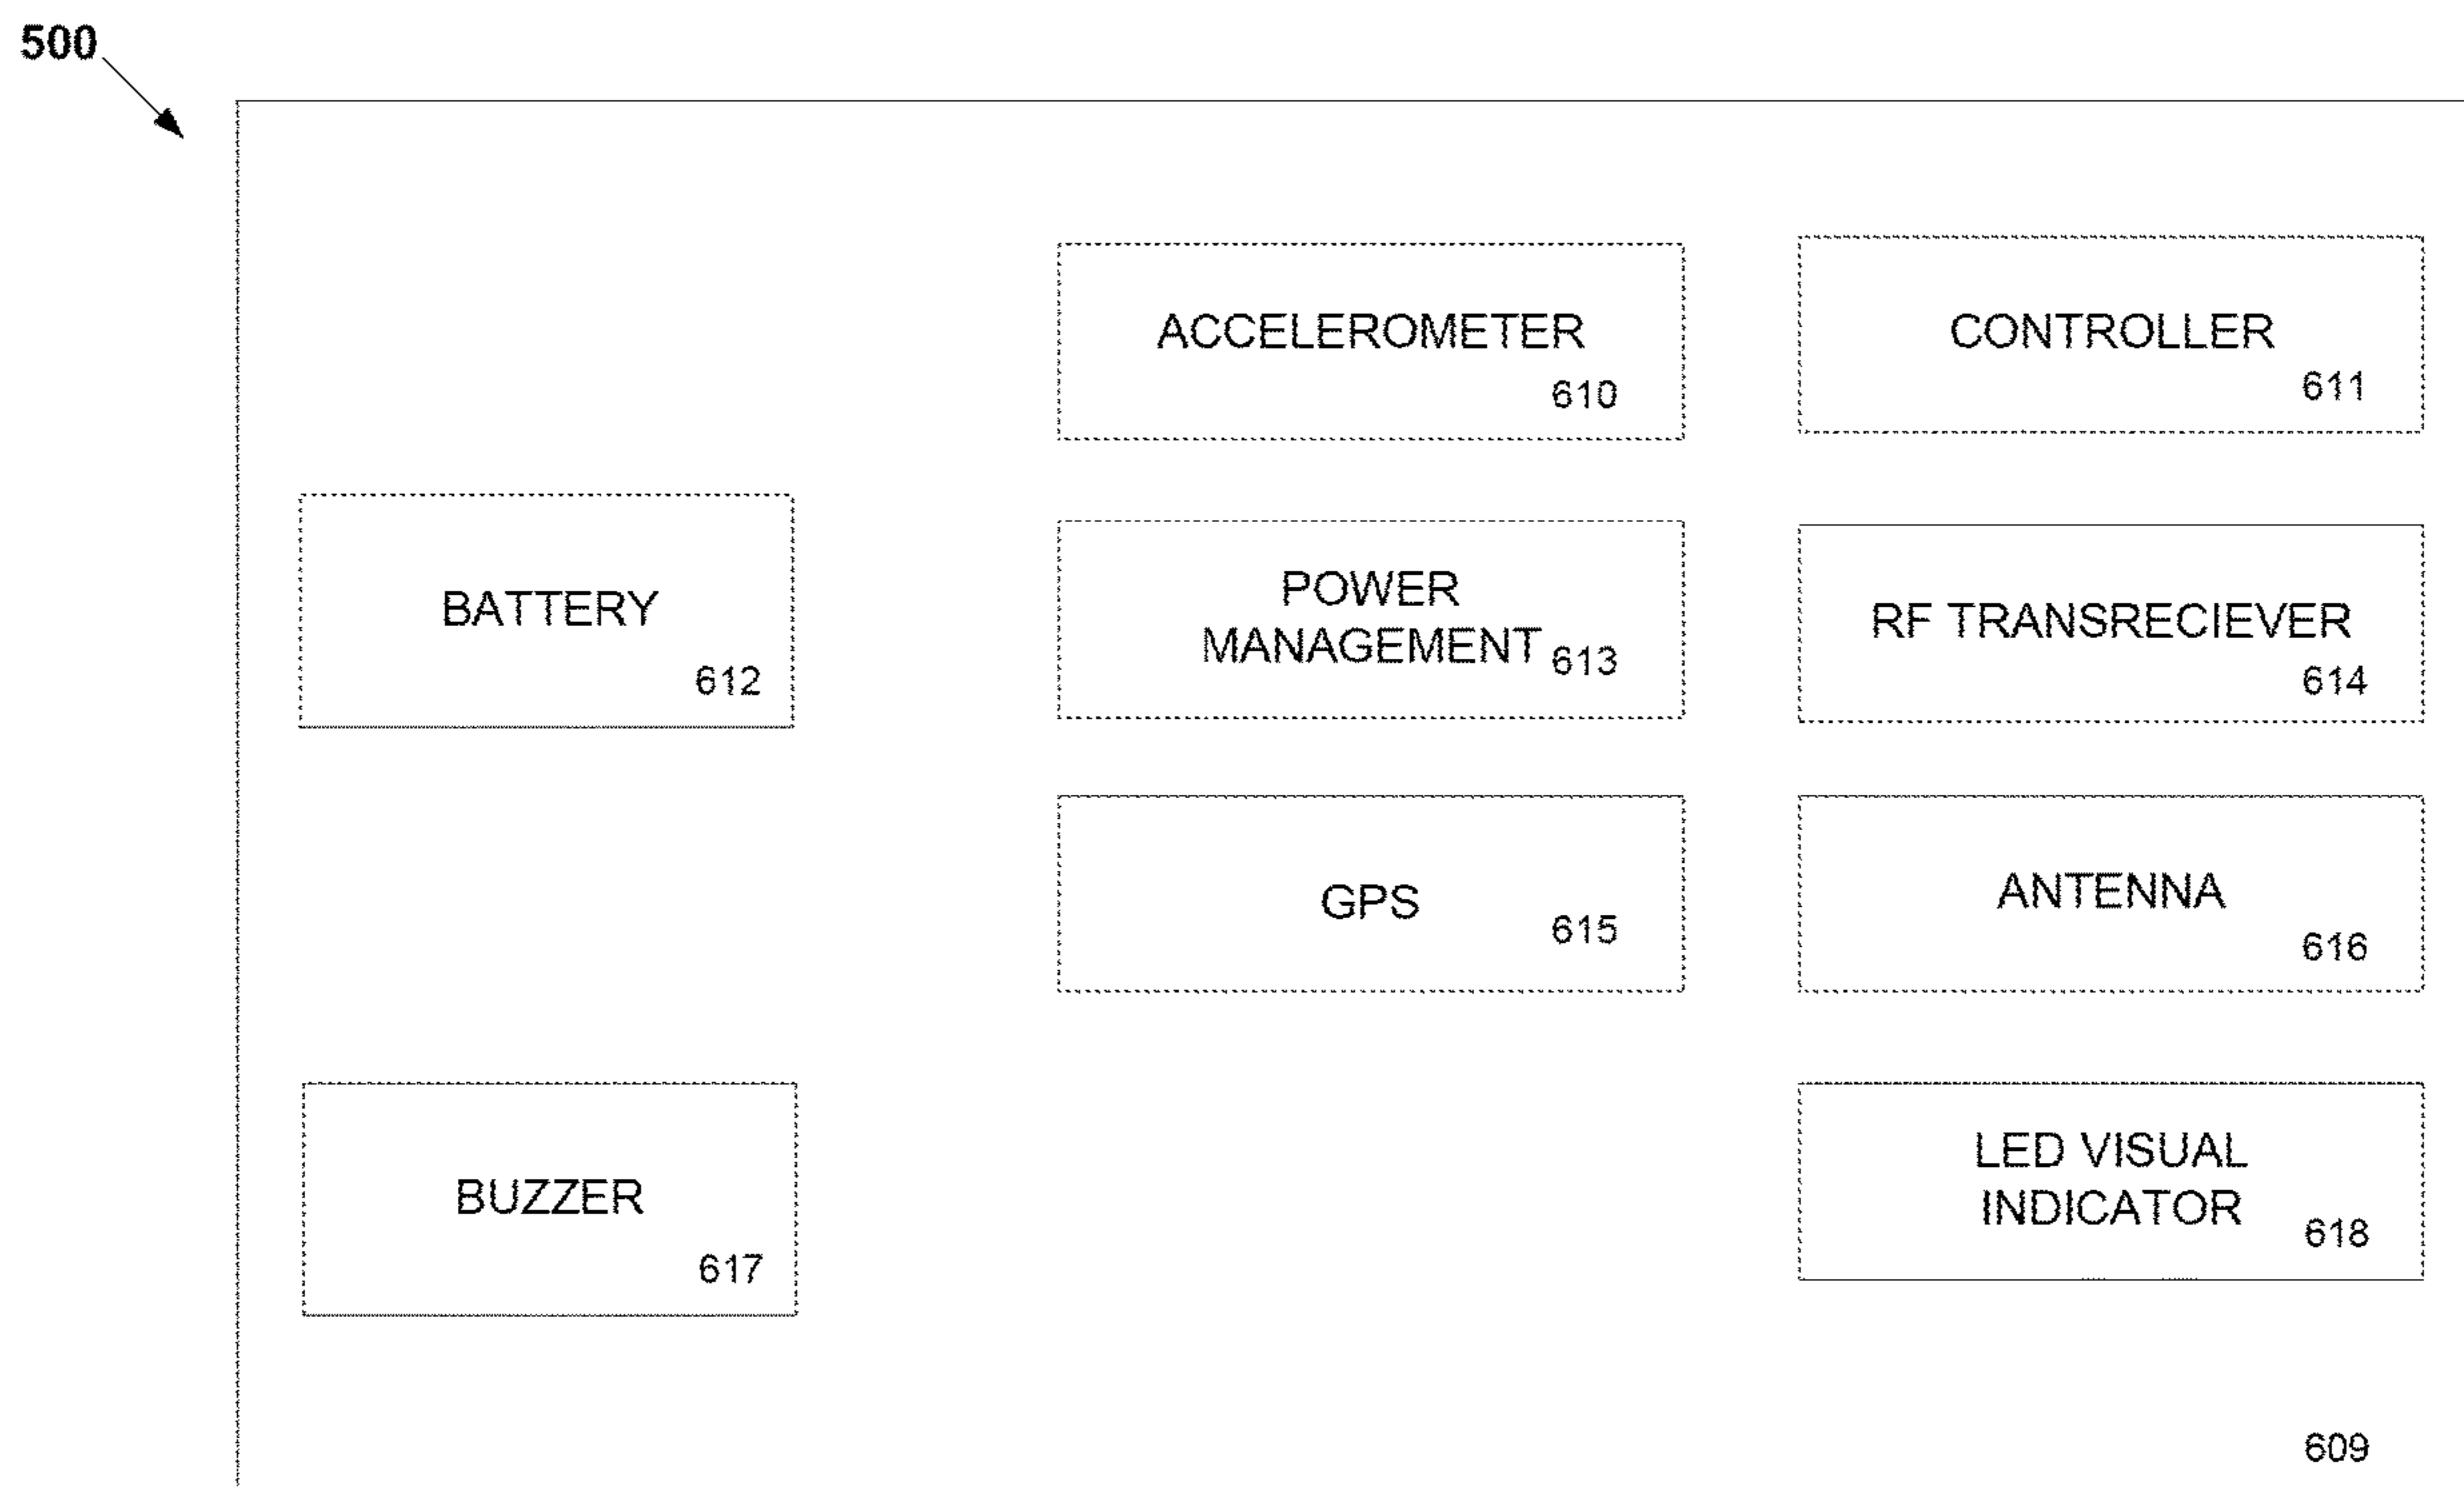 500
ACCELEROMETER
610
CONTROLLER
611
BATTERY
612
POWER
MANAGEMENT 613
RF TRANSRECIEVER
614
GPS
615
ANTENNA
616
BUZZER
617
LED VISUAL
INDICATOR
618
609